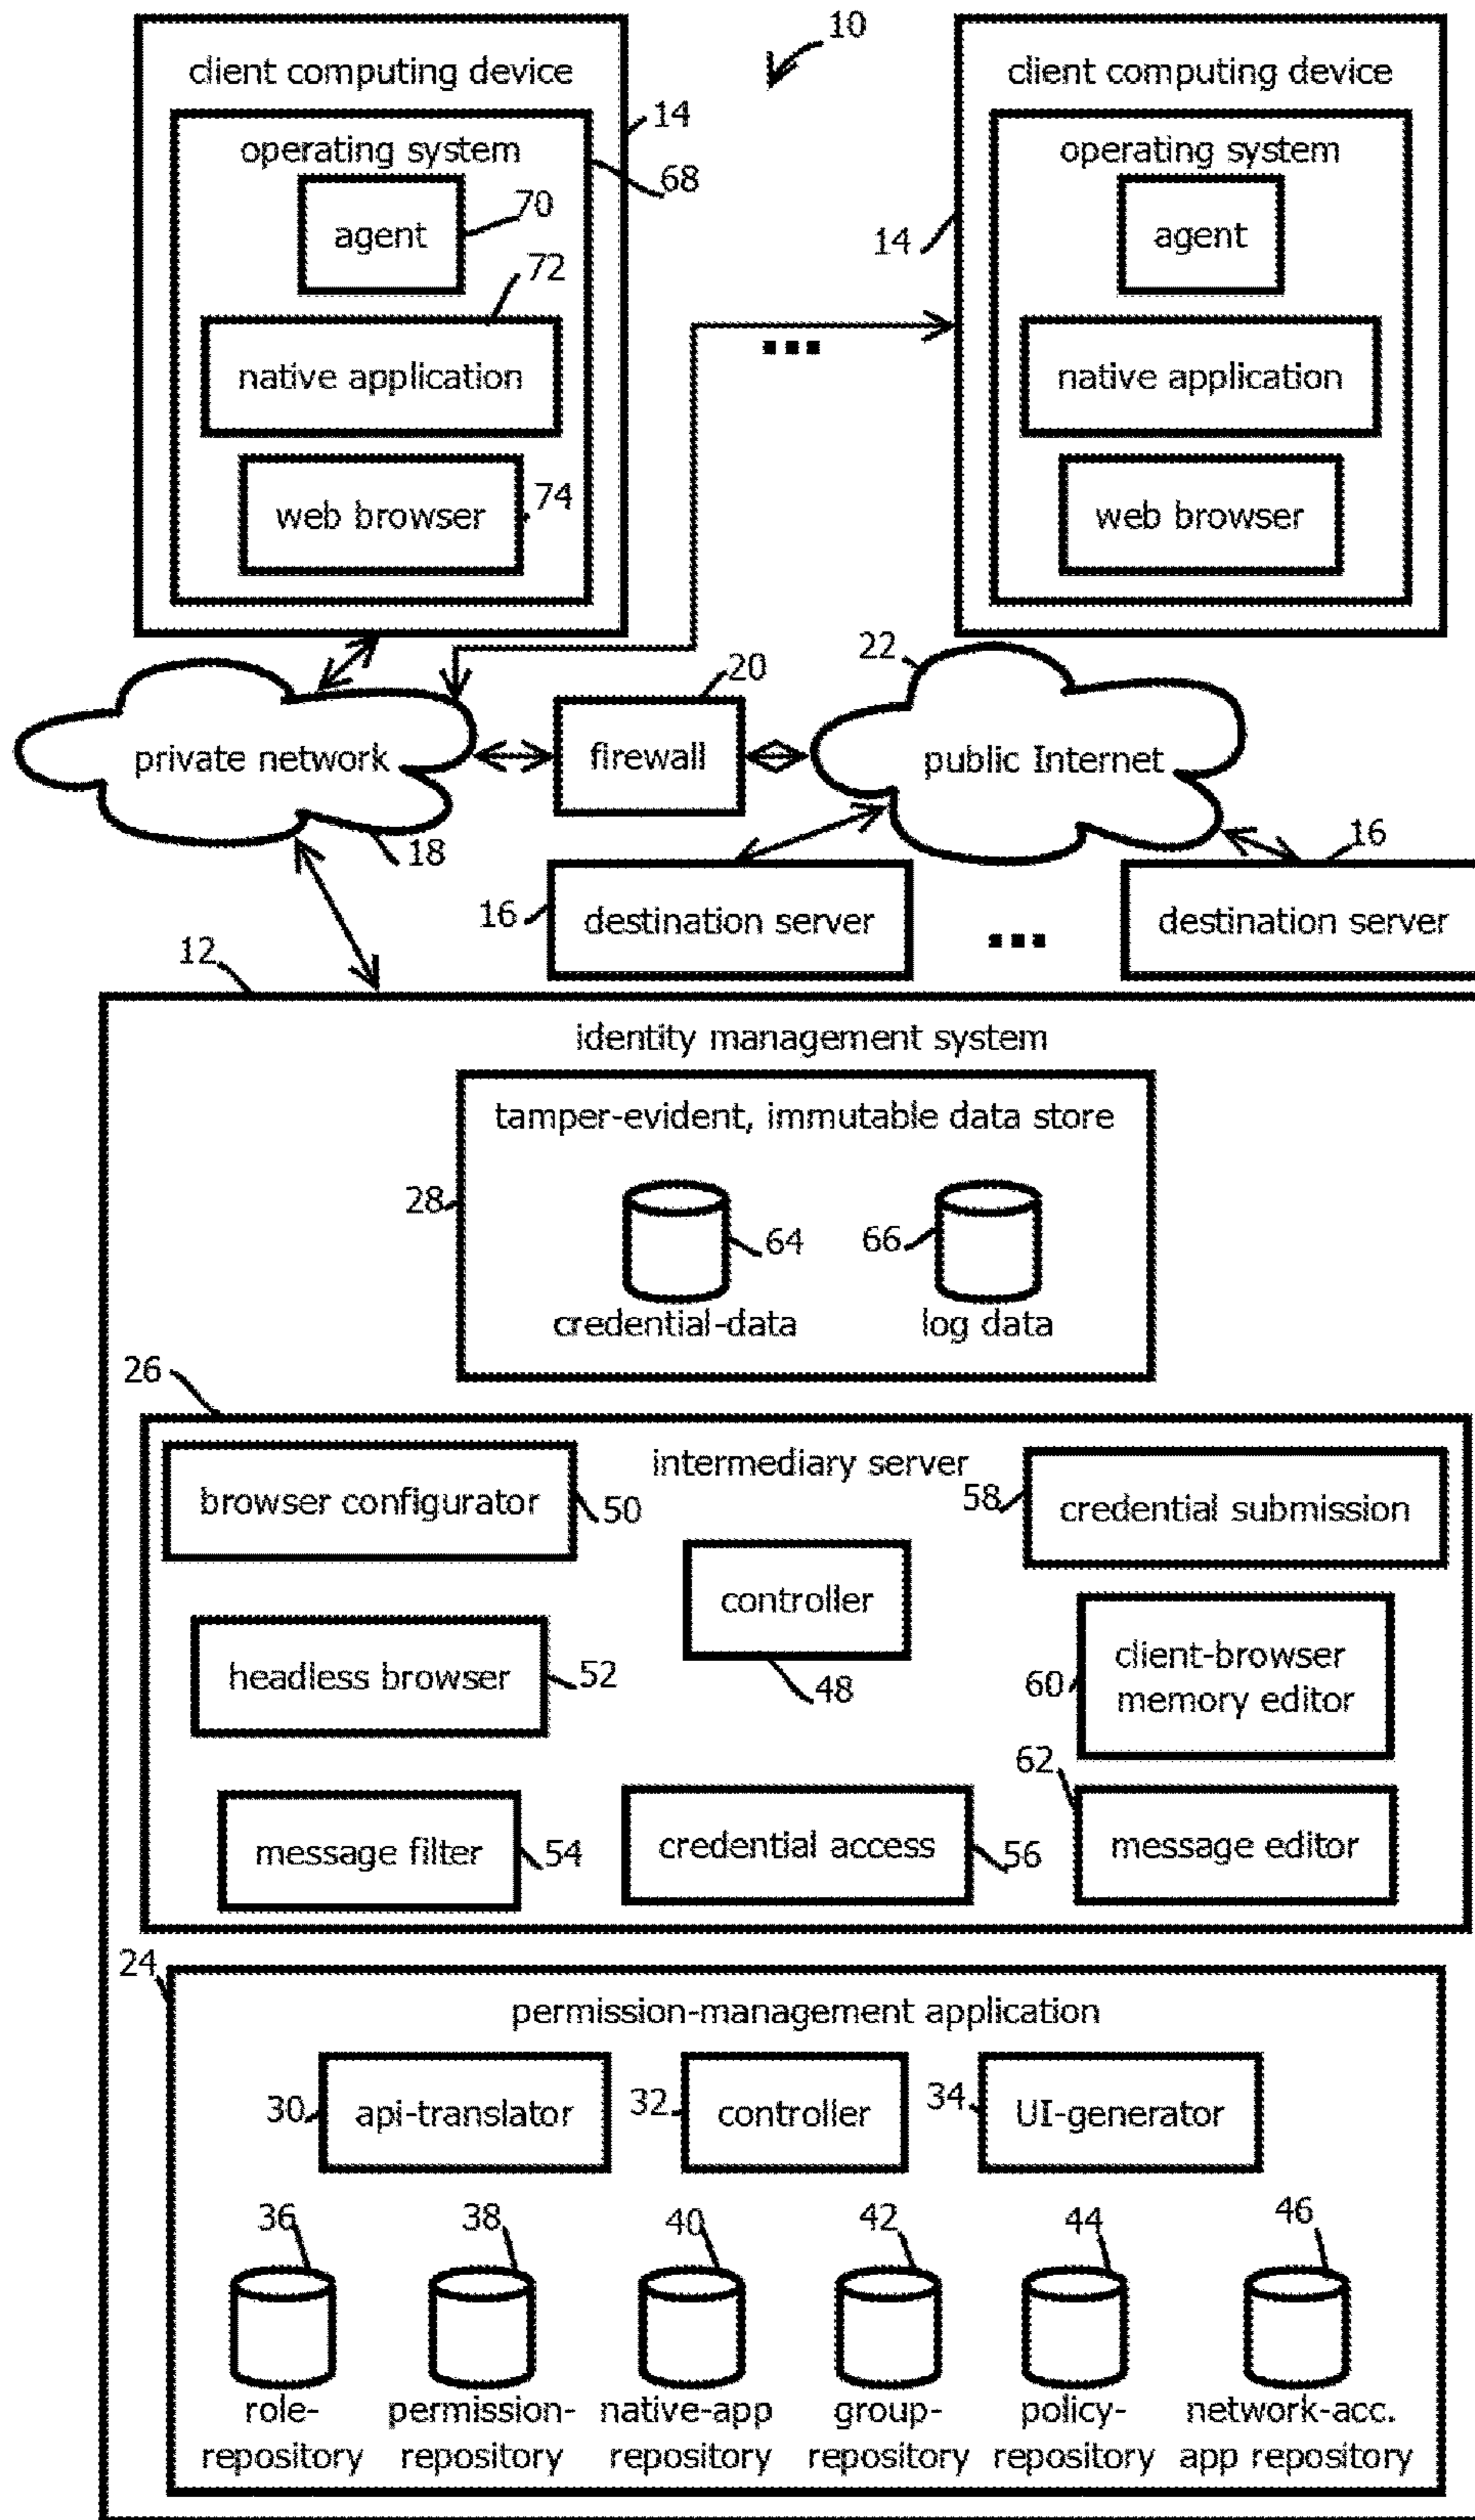 10
client computing device
operating system
14
68
agent
70
72
native application
web browser
74
client computing device
operating system
14
agent
native application
web browser
...
private network
18
20
firewall
22
public Internet
16
destination server
...
16
destination server
12
identity management system
tamper-evident, immutable data store
28
64
66
credential-data
log data
26
intermediary server
browser configurator
50
58
credential submission
controller
48
headless browser
52
60
client-browser
memory editor
message filter
54
credential access
56
62
message editor
24
permission-management application
30
api-translator
32
controller
34
UI-generator
36
38
40
42
44
46
role-
repository
permission-
repository
native-app
repository
group-
repository
policy-
repository
network-acc.
app repository